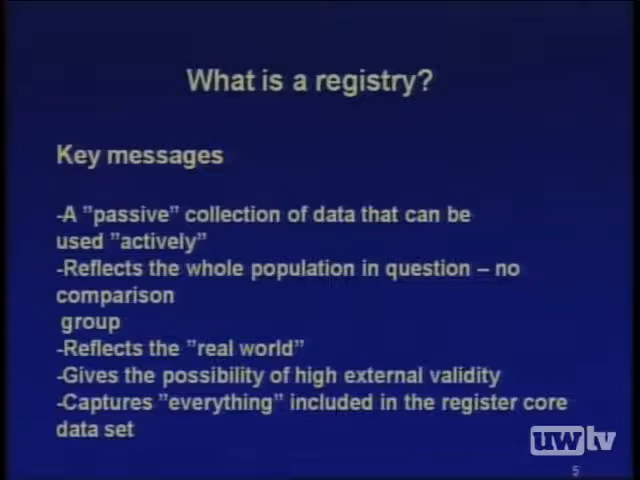 What is a registry?
Key messages
-A ”passive” collection of data that can be
used ”actively”
-Reflects the whole population in question – no
comparison
group
-Reflects the ”real world”
-Gives the possibility of high external validity
-Captures ”everything” included in the register core
data set
uwtv
5